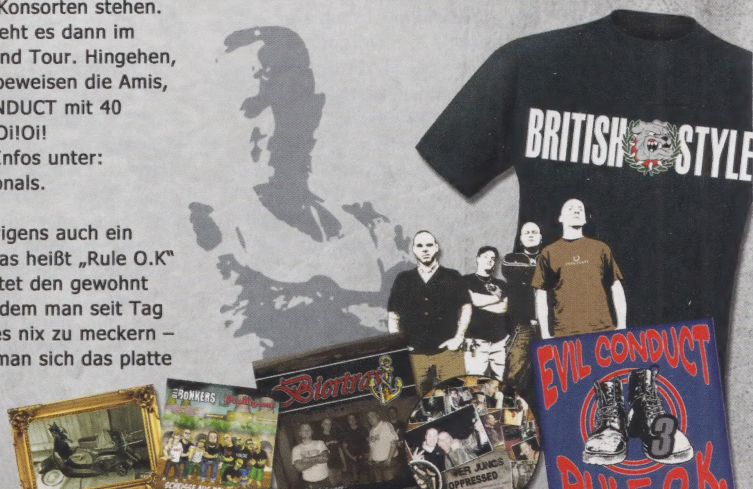 Konsorten stehen.
eht es dann im
nd Tour. Hingehen,
beweisen die Amis,
NDUCT mit 40
Oi!Oi!
Infos unter:
onals.
rigens auch ein
as heißt „Rule O.K“
tet den gewohnt
dem man seit Tag
es nix zu meckern –
man sich das platte
BRITISH STYLE
BONKERS
EVIL CONDUCT
RULE O.K.
3
OPPRESSED